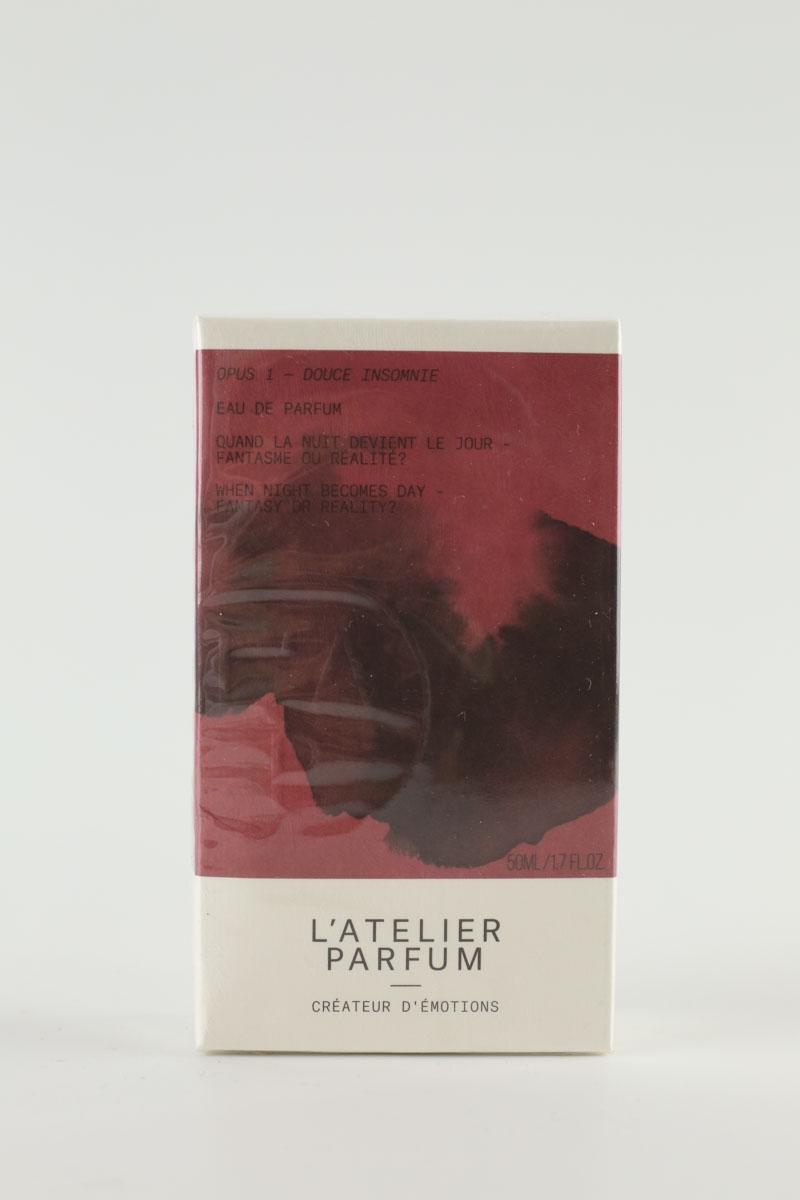 OPUS 1 – DOUCE INSOMNIE
EAU DE PARFUM
QUAND LA NUIT DEVIENT LE JOUR -
FANTASME OU RÉALITÉ?
WHEN NIGHT BECOMES DAY -
FANTASY OR REALITY?
50ML/1.7 FL.OZ.
L'ATELIER
PARFUM
CRÉATEUR D'ÉMOTIONS